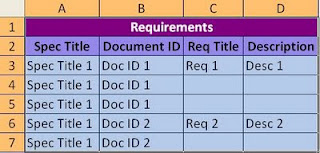 A B C D
1 Requirements
2 Spec Title Document ID Req Title Description
3 Spec Title 1 Doc ID 1 Req 1 Desc 1
4 Spec Title 1 Doc ID 1
5 Spec Title 1 Doc ID 1
6 Spec Title 1 Doc ID 2 Req 2 Desc 2
7 Spec Title 1 Doc ID 2